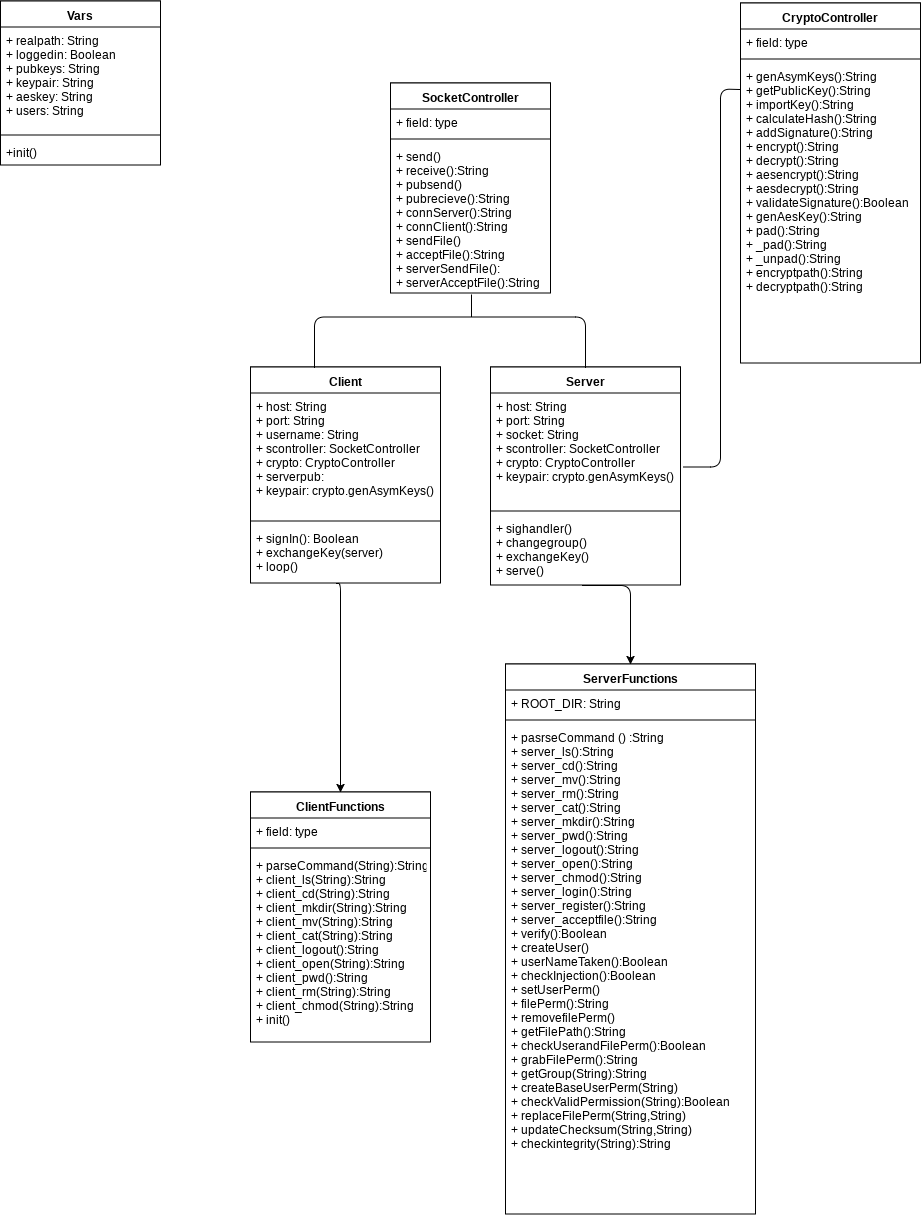 Vars
+ realpath: String
+ loggedin: Boolean
+ pubkeys: String
+ keypair: String
+ aeskey: String
+ users: String
+init()
CryptoController
+ field: type
+ genAsymKeys():String
+ getPublicKey():String
+ importKey():String
+ calculateHash():String
+ addSignature():String
+ encrypt():String
+ decrypt():String
+ aesencrypt():String
+ aesdecrypt():String
+ validateSignature():Boolean
+ genAesKey():String
+ pad():String
+ _pad():String
+ _unpad():String
+ encryptpath():String
+ decryptpath():String
SocketController
+ field: type
+ send()
+ receive():String
+ pubsend()
+ pubrecieve():String
+ connServer():String
+ connClient():String
+ sendFile()
+ acceptFile():String
+ serverSendFile():
+ serverAcceptFile():String
Client
+ host: String
+ port: String
+ username: String
+ scontroller: SocketController
+ crypto: CryptoController
+ serverpub:
+ keypair: crypto.genAsymKeys()
+ signIn(): Boolean
+ exchangeKey(server)
+ loop()
Server
+ host: String
+ port: String
+ socket: String
+ scontroller: SocketController
+ crypto: CryptoController
+ keypair: crypto.genAsymKeys()
+ sighandler()
+ changegroup()
+ exchangeKey()
+ serve()
ClientFunctions
+ field: type
+ parseCommand(String):String
+ client_ls(String):String
+ client_cd(String):String
+ client_mkdir(String):String
+ client_mv(String):String
+ client_cat(String):String
+ client_logout():String
+ client_open(String):String
+ client_pwd():String
+ client_rm(String):String
+ client_chmod(String):String
+ init()
ServerFunctions
+ ROOT_DIR: String
+ pasrseCommand () :String
+ server_ls():String
+ server_cd():String
+ server_mv():String
+ server_rm():String
+ server_cat():String
+ server_mkdir():String
+ server_pwd():String
+ server_logout():String
+ server_open():String
+ server_chmod():String
+ server_login():String
+ server_register():String
+ server_acceptfile():String
+ verify():Boolean
+ createUser()
+ userNameTaken():Boolean
+ checkInjection():Boolean
+ setUserPerm()
+ filePerm():String
+ removefilePerm()
+ getFilePath():String
+ checkUserandFilePerm():Boolean
+ grabFilePerm():String
+ getGroup(String):String
+ createBaseUserPerm(String)
+ checkValidPermission(String):Boolean
+ replaceFilePerm(String,String)
+ updateChecksum(String,String)
+ checkintegrity(String):String